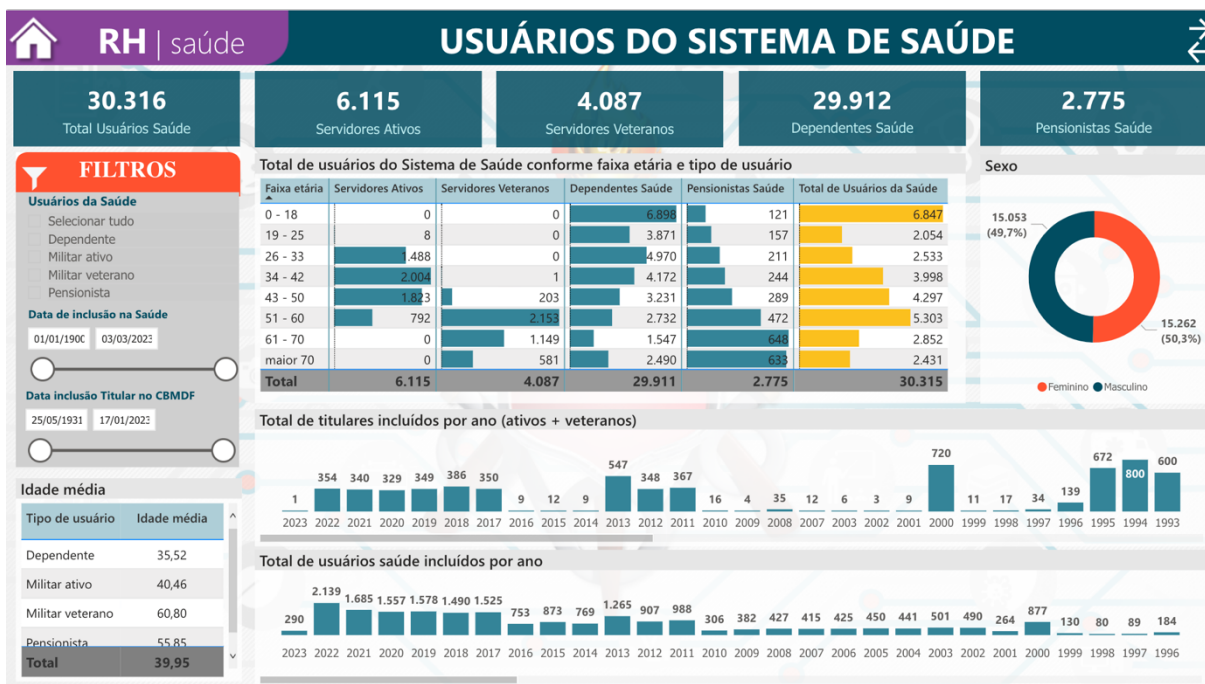 RH | saúde
USUÁRIOS DO SISTEMA DE SAÚDE
30.316
Total Usuários Saúde
6.115
Servidores Ativos
4.087
Servidores Veteranos
29.912
Dependentes Saúde
2.775
Pensionistas Saúde
FILTROS
Usuários da Saúde
Selecionar tudo
Dependente
Militar ativo
Militar veterano
Pensionista
Data de inclusão na Saúde
01/01/190 03/03/2023
Data inclusão Titular no CBMDF
25/05/1931 17/01/2023
Idade média
Tipo de usuário Idade média
Dependente 35,52
Militar ativo 40,46
Militar veterano 60,80
Pensionista 55,85
Total 39,95
Total de usuários do Sistema de Saúde conforme faixa etária e tipo de usuário
Faixa etária Servidores Ativos Servidores Veteranos Dependentes Saúde Pensionistas Saúde Total de Usuários da Saúde
0 - 18 0 0 6.898 121 6.847
19 - 25 8 0 3.871 157 2.054
26 - 33 1.488 0 4.970 211 2.533
34 - 42 2.004 1 4.172 244 3.998
43 - 50 1.823 203 3.231 289 4.297
51 - 60 792 2.153 2.732 472 5.303
61 - 70 0 1.149 1.547 648 2.852
maior 70 0 581 2.490 633 2.431
Total 6.115 4.087 29.911 2.775 30.315
Sexo
15.053
(49,7%)
15.262
(50,3%)
Feminino Masculino
Total de titulares incluídos por ano (ativos + veteranos)
1 354 340 329 349 386 350 9 12 9 547 348 367 16 4 35 12 6 3 9 720 11 17 34 139 672 800 600
2023 2022 2021 2020 2019 2018 2017 2016 2015 2014 2013 2012 2011 2010 2009 2008 2007 2003 2002 2001 2000 1999 1998 1997 1996 1995 1994 1993
Total de usuários saúde incluídos por ano
290 2.139 1.685 1.557 1.578 1.490 1.525 753 873 769 1.265 907 988 306 382 427 415 425 450 441 501 490 264 877 130 80 89 184
2023 2022 2021 2020 2019 2018 2017 2016 2015 2014 2013 2012 2011 2010 2009 2008 2007 2006 2005 2004 2003 2002 2001 2000 1999 1998 1997 1996